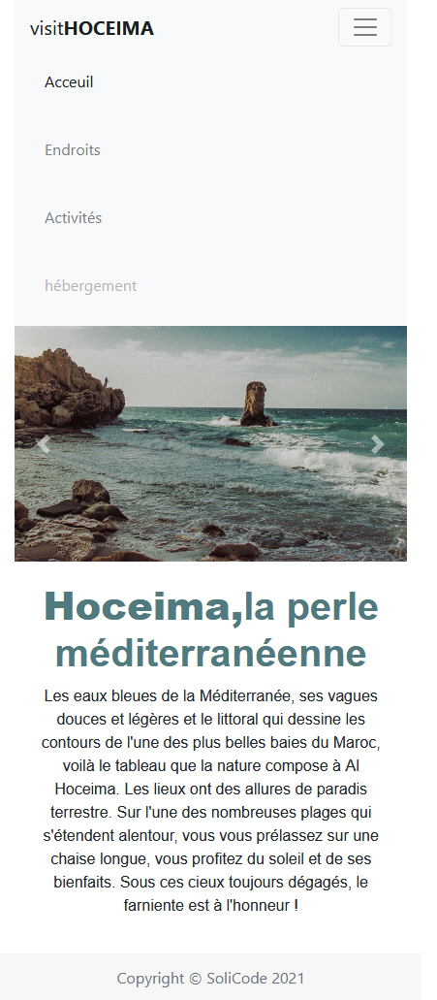 visitHOCEIMA
Acceuil
Endroits
Activités
hébergement
Hoceima,la perle
méditerranéenne
Les eaux bleues de la Méditerranée, ses vagues
douces et légères et le littoral qui dessine les
contours de l'une des plus belles baies du Maroc,
voilà le tableau que la nature compose à Al
Hoceima. Les lieux ont des allures de paradis
terrestre. Sur l'une des nombreuses plages qui
s'étendent alentour, vous vous prélassez sur une
chaise longue, vous profitez du soleil et de ses
bienfaits. Sous ces cieux toujours dégagés, le
farniente est à l'honneur !
Copyright © SoliCode 2021